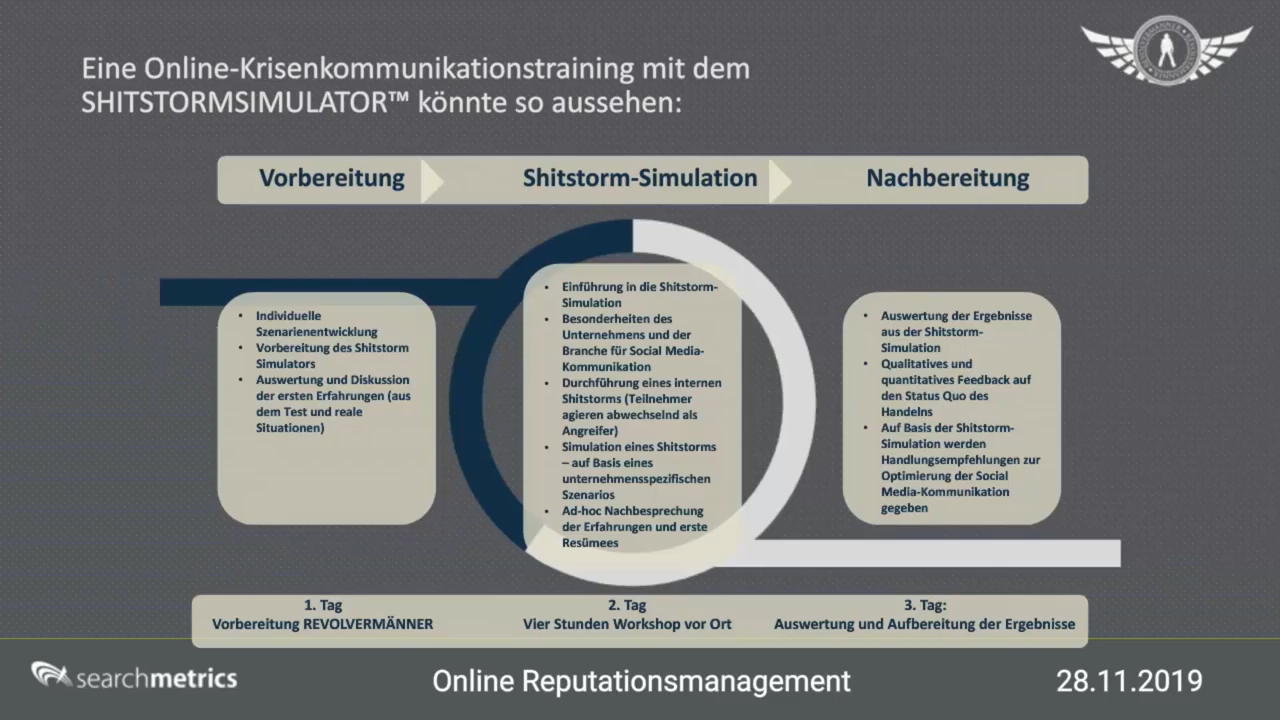 Eine Online-Krisenkommunikationstraining mit dem
SHITSTORMSIMULATOR™ könnte so aussehen:
Vorbereitung
Shitstorm-Simulation
Nachbereitung
• Individuelle
Szenarienentwicklung
• Vorbereitung des Shitstorm
Simulators
• Auswertung und Diskussion
der ersten Erfahrungen (aus
dem Test und reale
Situationen)
• Einführung in die Shitstorm-
Simulation
• Besonderheiten des
Unternehmens und der
Branche für Social Media-
Kommunikation
• Durchführung eines internen
Shitstorms (Teilnehmer
agieren abwechselnd als
Angreifer)
• Simulation eines Shitstorms
– auf Basis eines
unternehmensspezifischen
Szenarios
• Ad-hoc Nachbesprechung
der Erfahrungen und erste
Resümees
• Auswertung der Ergebnisse
aus der Shitstorm-
Simulation
• Qualitatives und
quantitatives Feedback auf
den Status Quo des
Handelns
• Auf Basis der Shitstorm-
Simulation werden
Handlungsempfehlungen zur
Optimierung der Social
Media-Kommunikation
gegeben
1. Tag
Vorbereitung REVOLVERMÄNNER
2. Tag
Vier Stunden Workshop vor Ort
3. Tag:
Auswertung und Aufbereitung der Ergebnisse
searchmetrics
Online Reputationsmanagement
28.11.2019